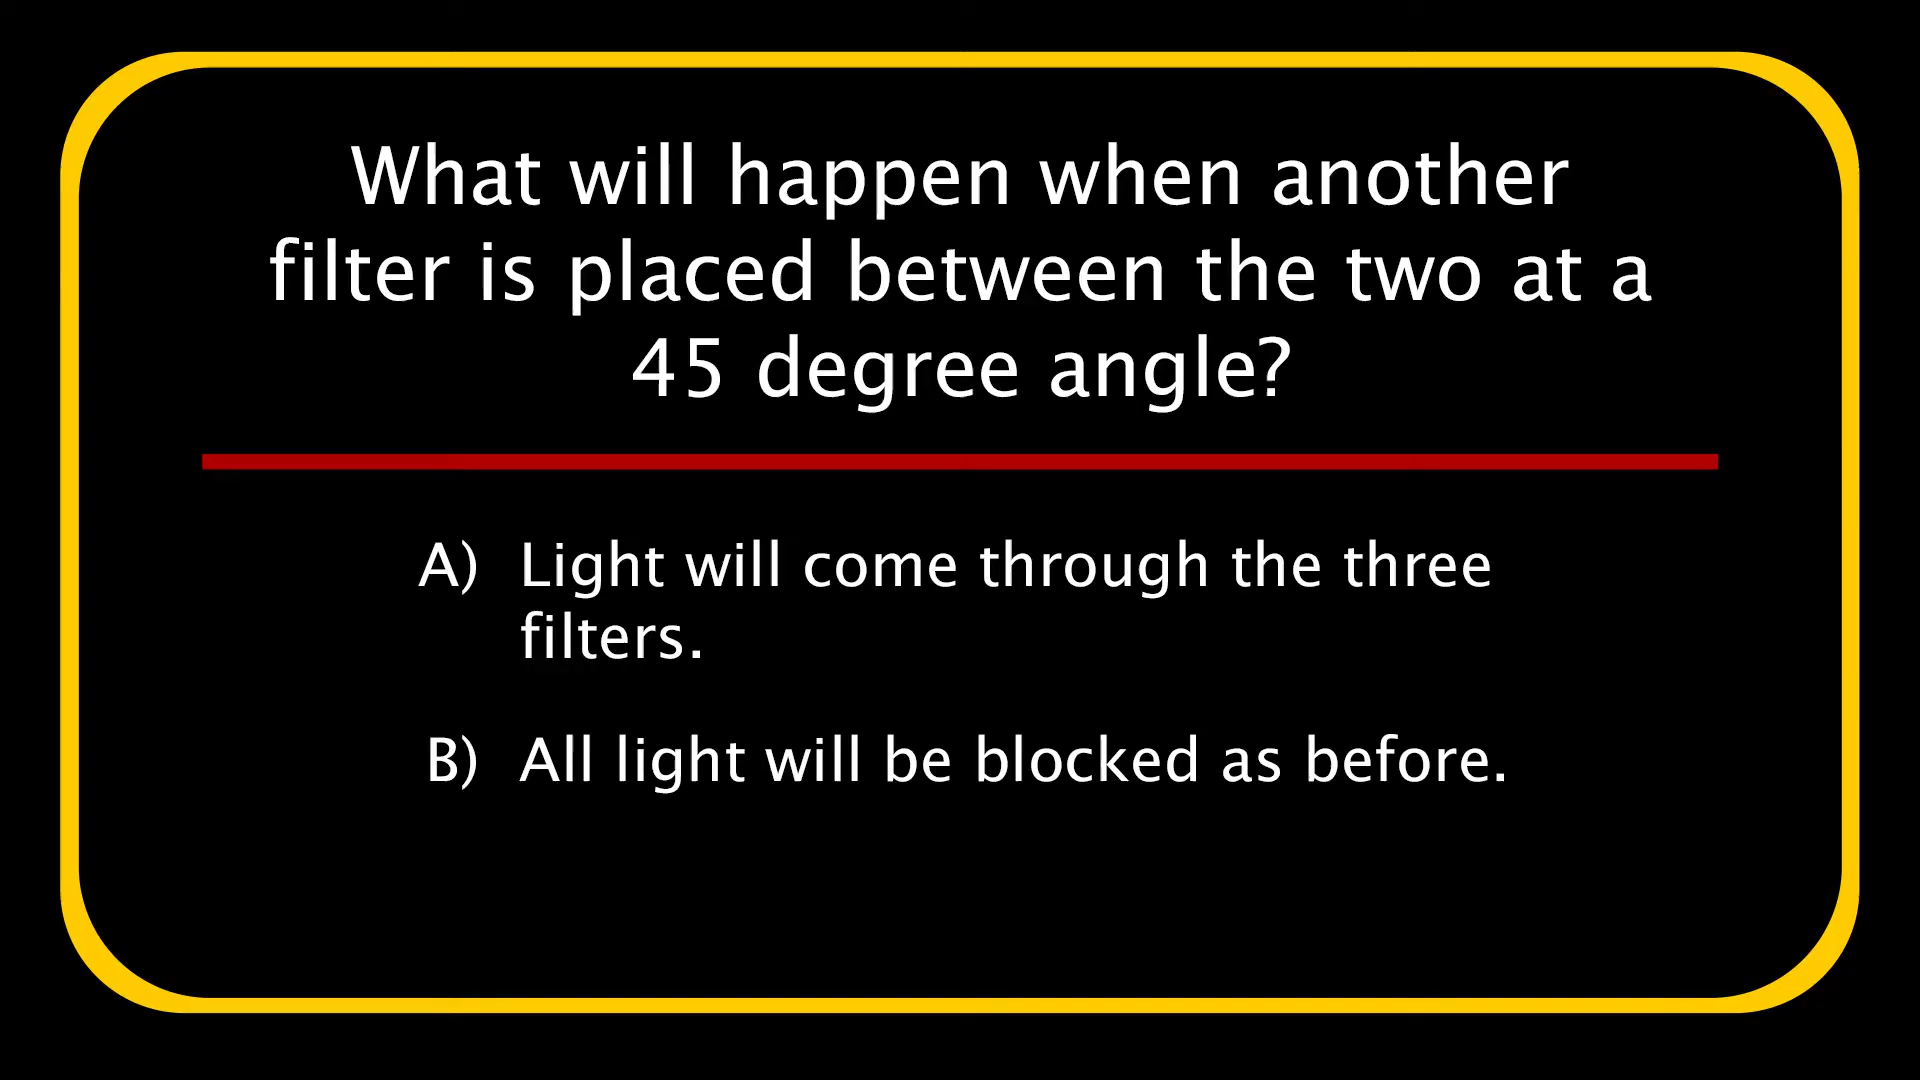 What will happen when another
filter is placed between the two at a
45 degree angle?
A) Light will come through the three
filters.
B) All light will be blocked as before.